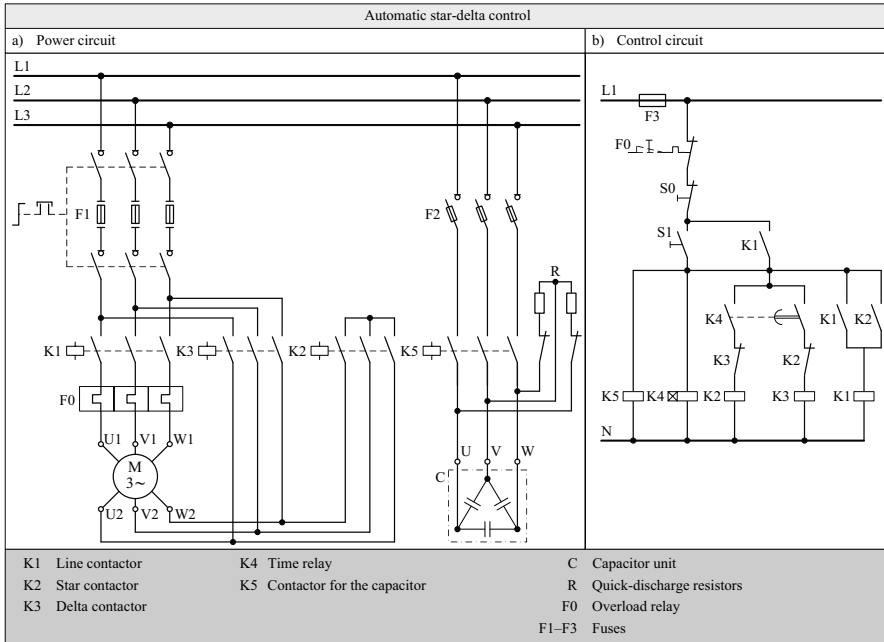 Automatic star-delta control
a) Power circuit
b) Control circuit
L1
L2
L3
F1
F2
R
K1
K3
K2
K5
F0
U1 V1 W1
M
3~
U2 V2 W2
U V W
C
L1
F3
F0
S0
S1
K1
K4
K1
K2
K3
K2
K5
K4
K2
K3
K1
N
K1 Line contactor
K2 Star contactor
K3 Delta contactor
K4 Time relay
K5 Contactor for the capacitor
C Capacitor unit
R Quick-discharge resistors
F0 Overload relay
F1–F3 Fuses